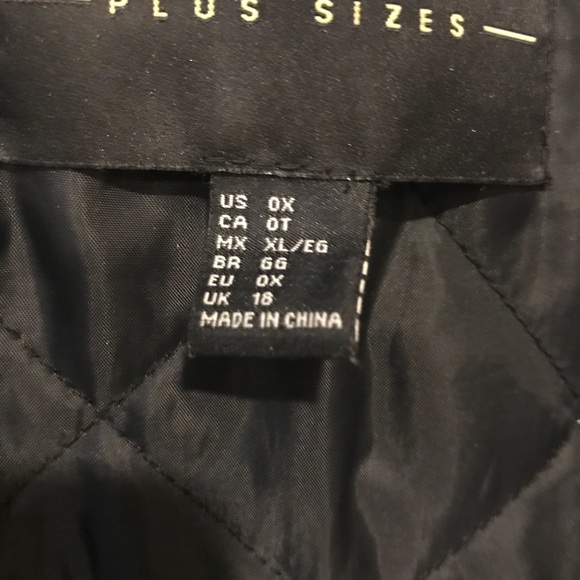 PLUS SIZES
US 0X
CA 0T
MX XL/EG
BR GG
EU 0X
UK 18
MADE IN CHINA